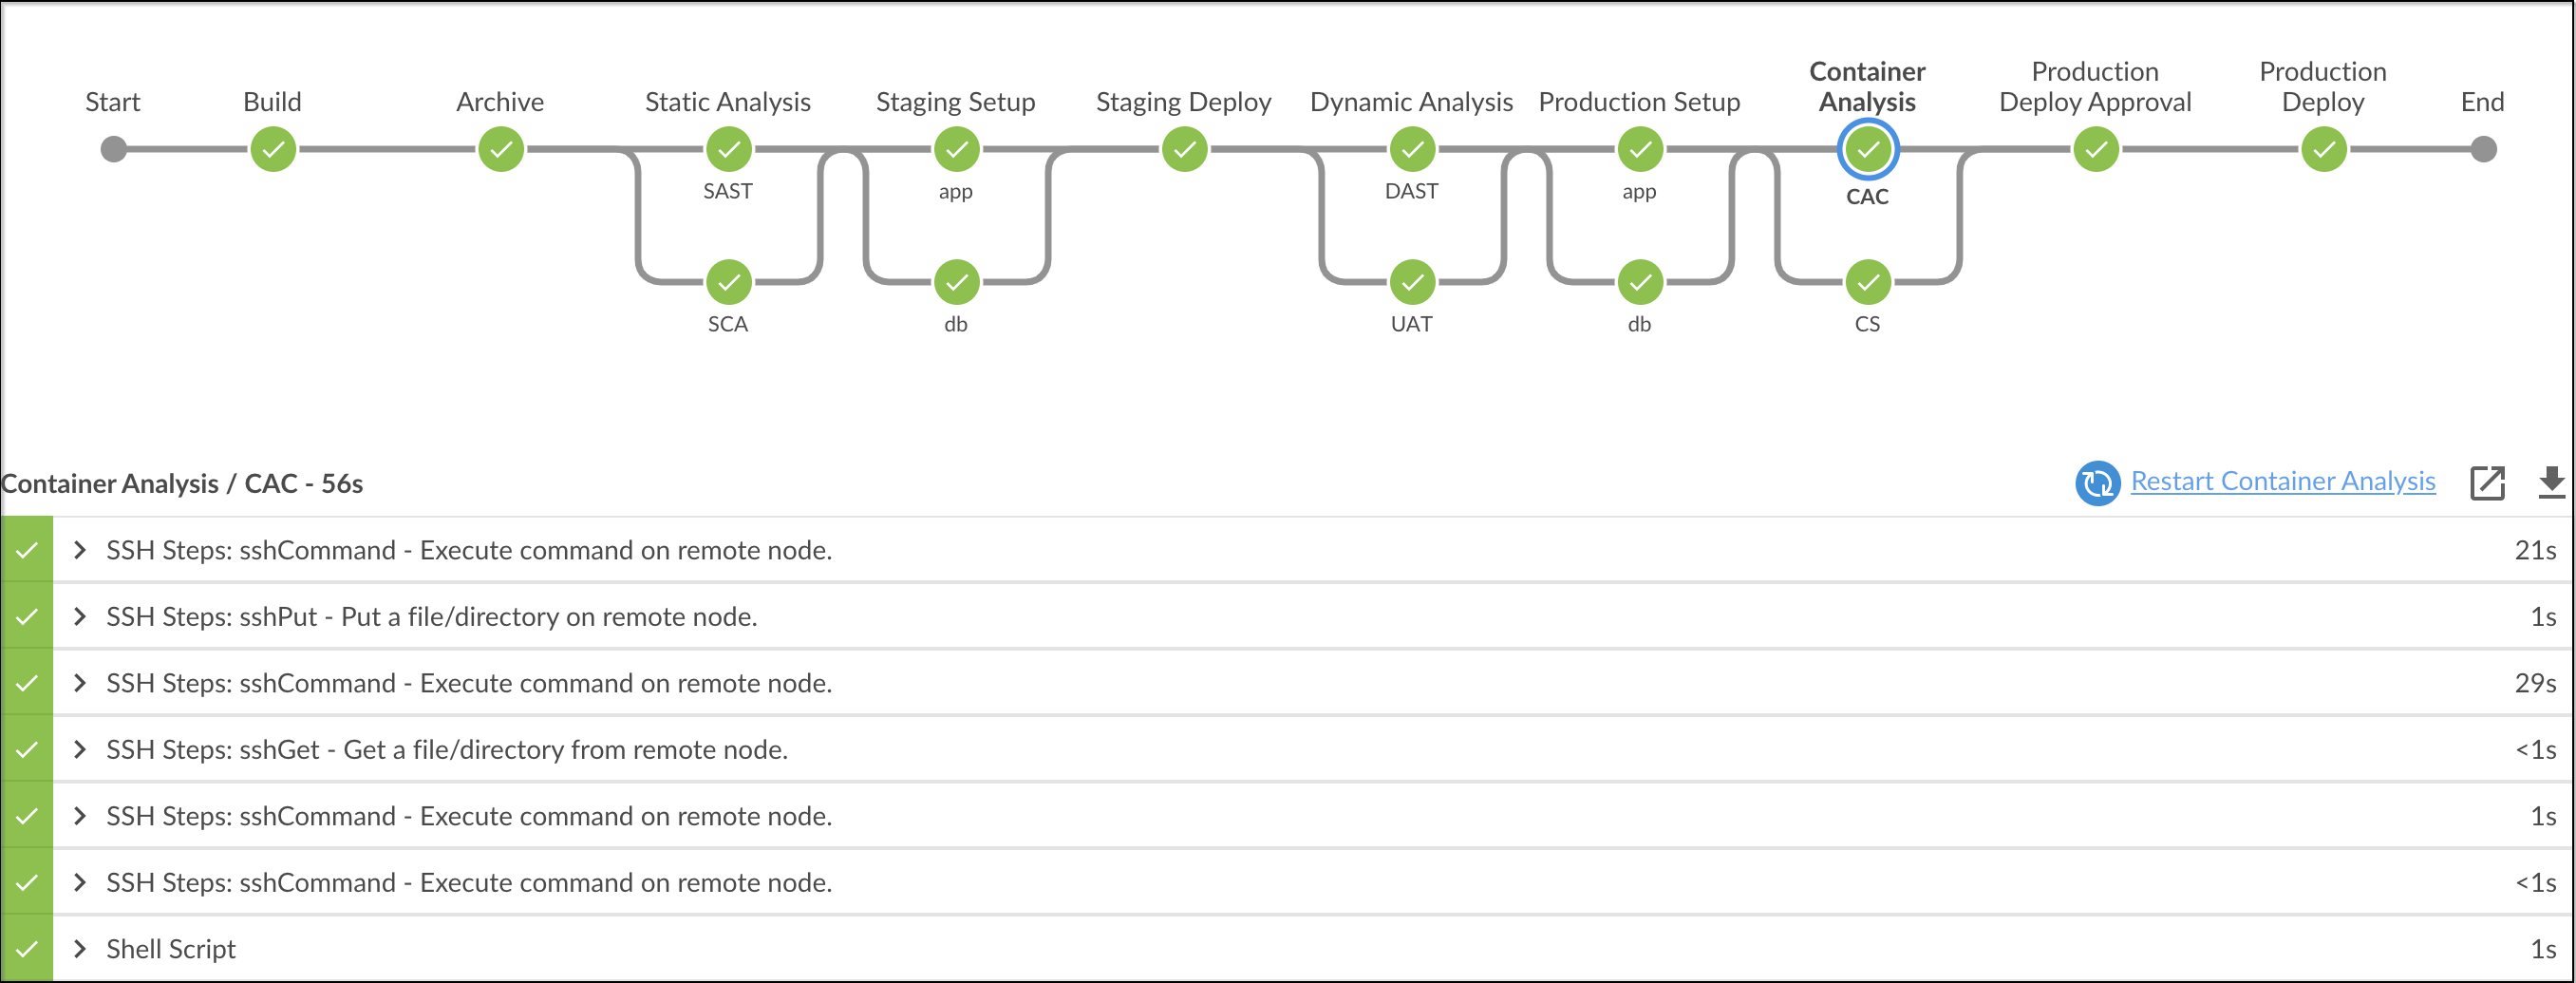 Start
Build
Archive
Static Analysis
Staging Setup
Staging Deploy
Dynamic Analysis
Production Setup
Container
Analysis
Production
Deploy Approval
Production
Deploy
End
SAST
app
DAST
app
CAC
SCA
db
UAT
db
CS
Container Analysis / CAC - 56s
Restart Container Analysis
SSH Steps: sshCommand - Execute command on remote node.
21s
SSH Steps: sshPut - Put a file/directory on remote node.
1s
SSH Steps: sshCommand - Execute command on remote node.
29s
SSH Steps: sshGet - Get a file/directory from remote node.
<1s
SSH Steps: sshCommand - Execute command on remote node.
1s
SSH Steps: sshCommand - Execute command on remote node.
<1s
Shell Script
1s